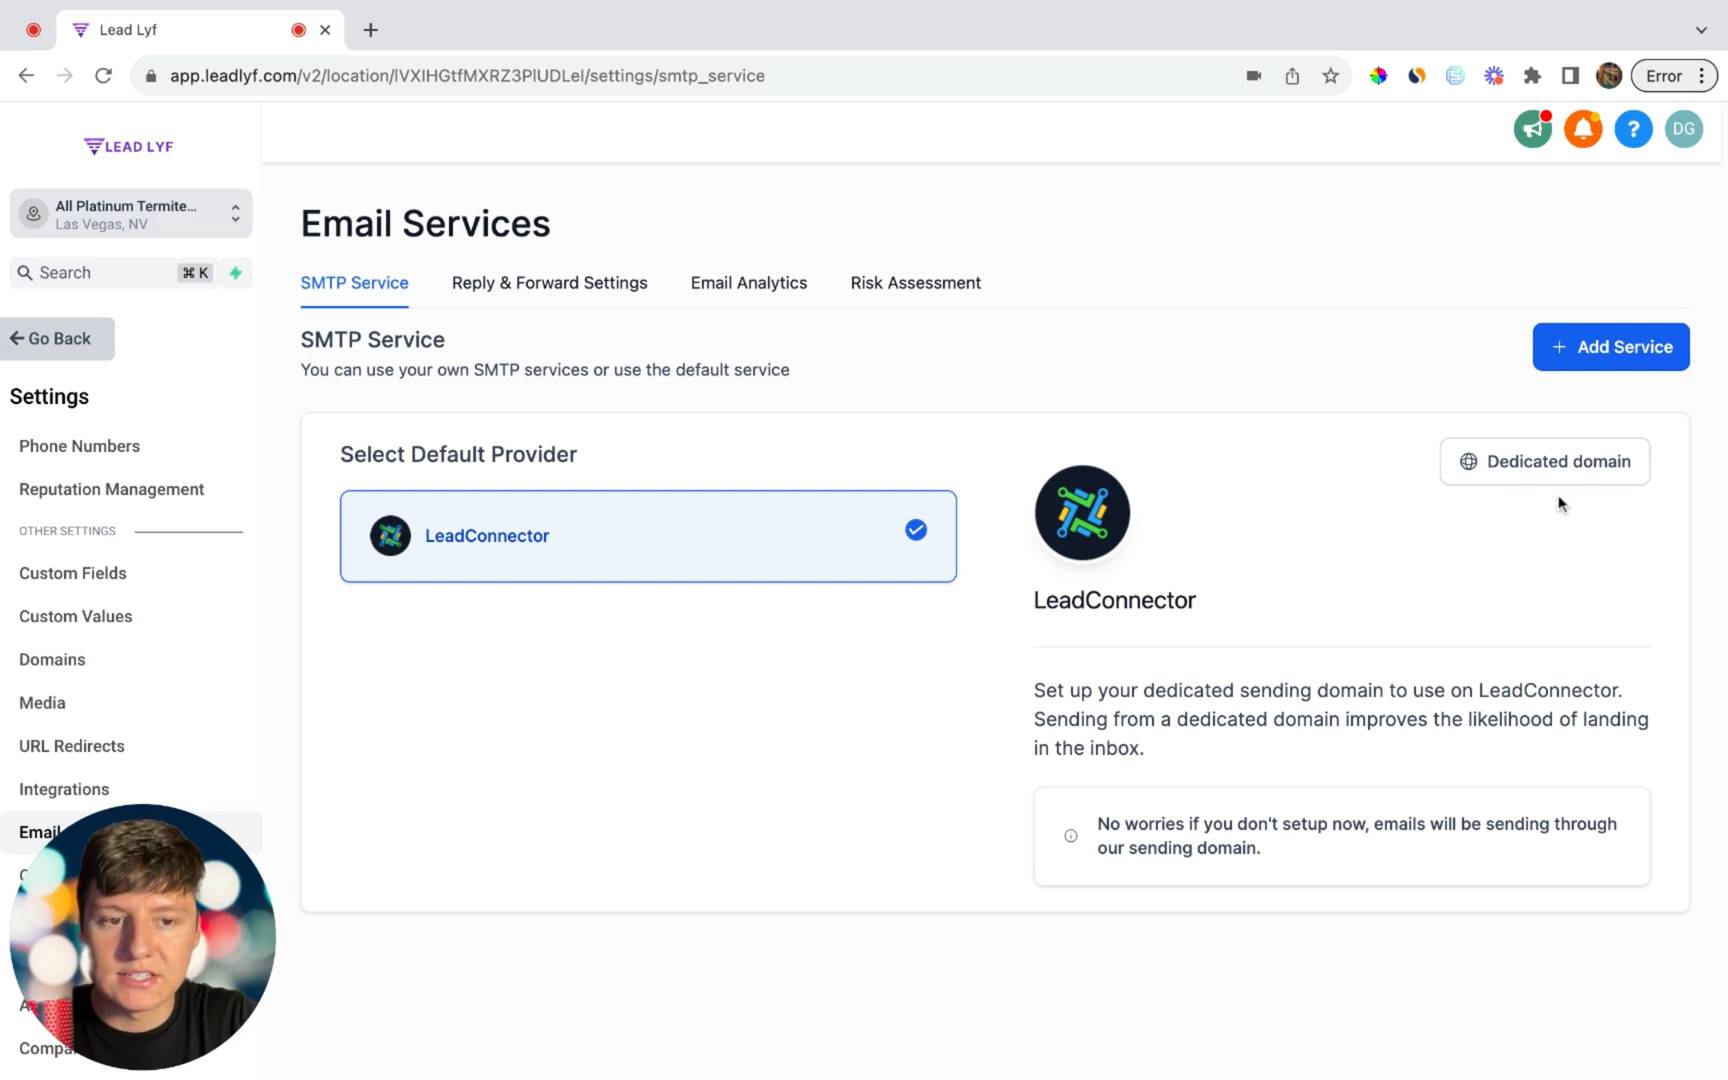 Lead Lyf
app.leadlyf.com/v2/location/lVXIHGtfMXRZ3PlUDLel/settings/smtp_service
Error
LEAD LYF
DG
All Platinum Termite...
Las Vegas, NV
Search
⌘ K
Go Back
Settings
Phone Numbers
Reputation Management
OTHER SETTINGS
Custom Fields
Custom Values
Domains
Media
URL Redirects
Integrations
Email
Email Services
SMTP Service
Reply & Forward Settings
Email Analytics
Risk Assessment
SMTP Service
You can use your own SMTP services or use the default service
+ Add Service
Select Default Provider
LeadConnector
Dedicated domain
LeadConnector
Set up your dedicated sending domain to use on LeadConnector.
Sending from a dedicated domain improves the likelihood of landing
in the inbox.
No worries if you don't setup now, emails will be sending through
our sending domain.